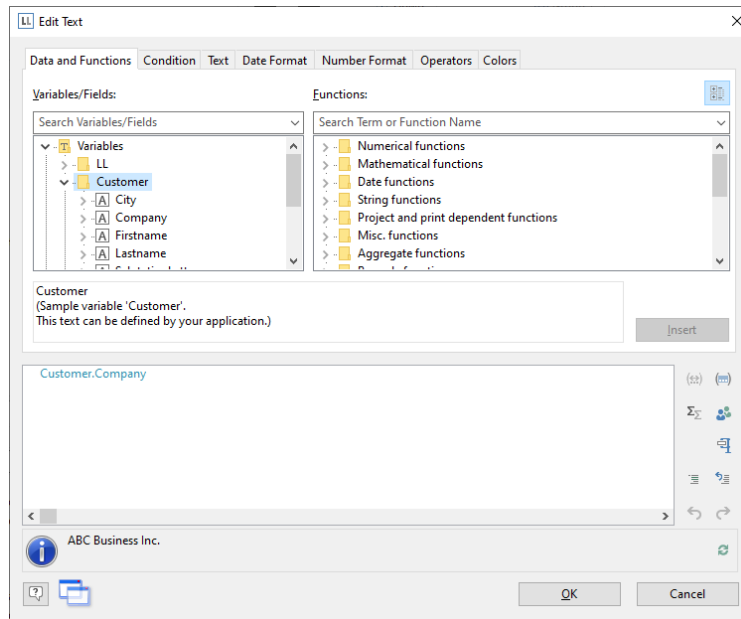 LL Edit Text
Data and Functions Condition Text Date Format Number Format Operators Colors
Variables/Fields:
Functions:
Search Variables/Fields
Search Term or Function Name
Variables
LL
Customer
City
Company
Firstname
Lastname
Numerical functions
Mathematical functions
Date functions
String functions
Project and print dependent functions
Misc. functions
Aggregate functions
Customer
(Sample variable 'Customer'.
This text can be defined by your application.)
Insert
Customer.Company
ABC Business Inc.
OK
Cancel